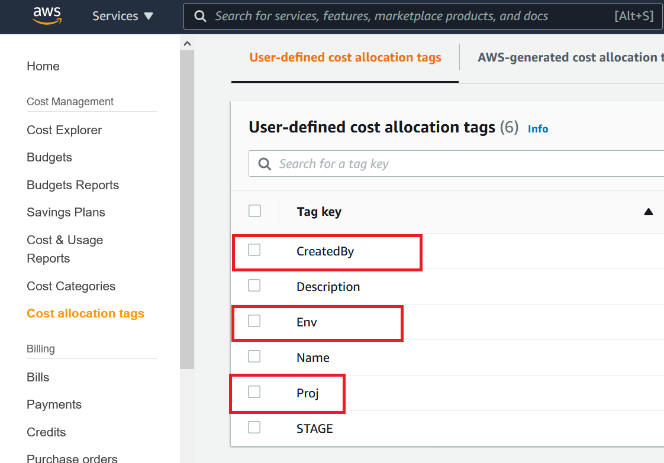 aws
Services ▼
Search for services, features, marketplace products, and docs
[Alt+S]
Home
Cost Management
Cost Explorer
Budgets
Budgets Reports
Savings Plans
Cost & Usage
Reports
Cost Categories
Cost allocation tags
Billing
Bills
Payments
Credits
Purchase orders
User-defined cost allocation tags
AWS-generated cost allocation t
User-defined cost allocation tags (6) Info
Search for a tag key
Tag key
CreatedBy
Description
Env
Name
Proj
STAGE